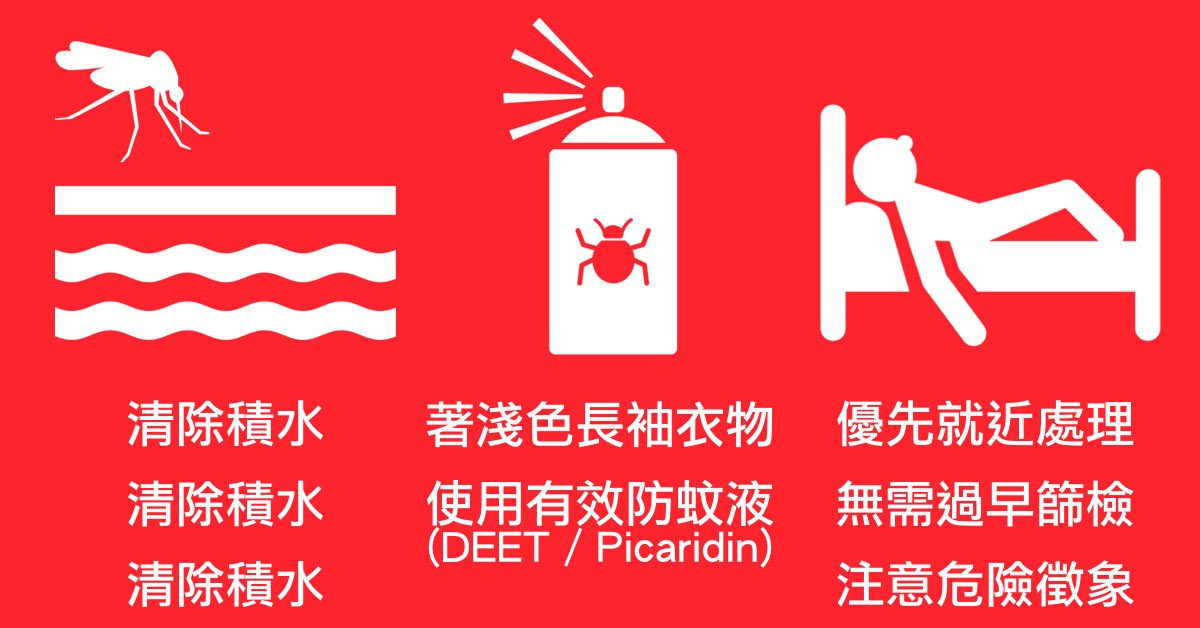 清除積水
清除積水
清除積水
著淺色長袖衣物
使用有效防蚊液
(DEET / Picaridin)
優先就近處理
無需過早篩檢
注意危險徵象